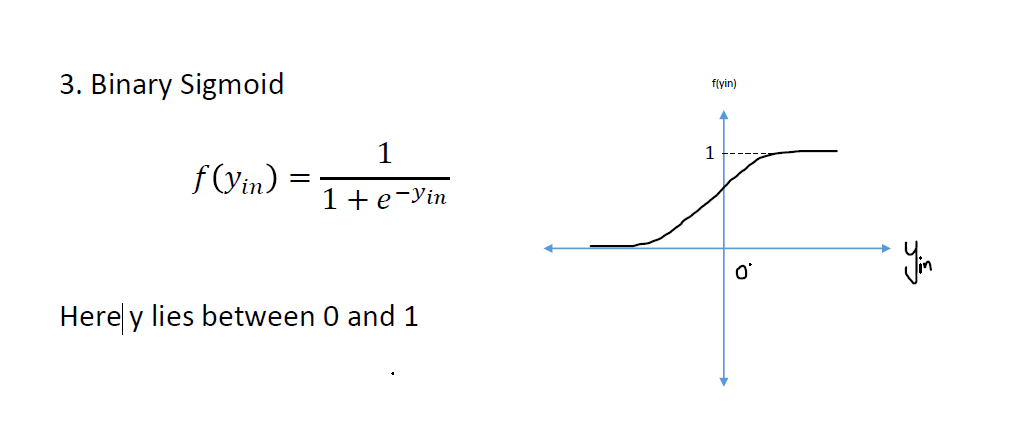 3. Binary Sigmoid
f(y_in) = 1 / (1 + e^(-y_in))
Here y lies between 0 and 1
f(yin)
1
0
y_in